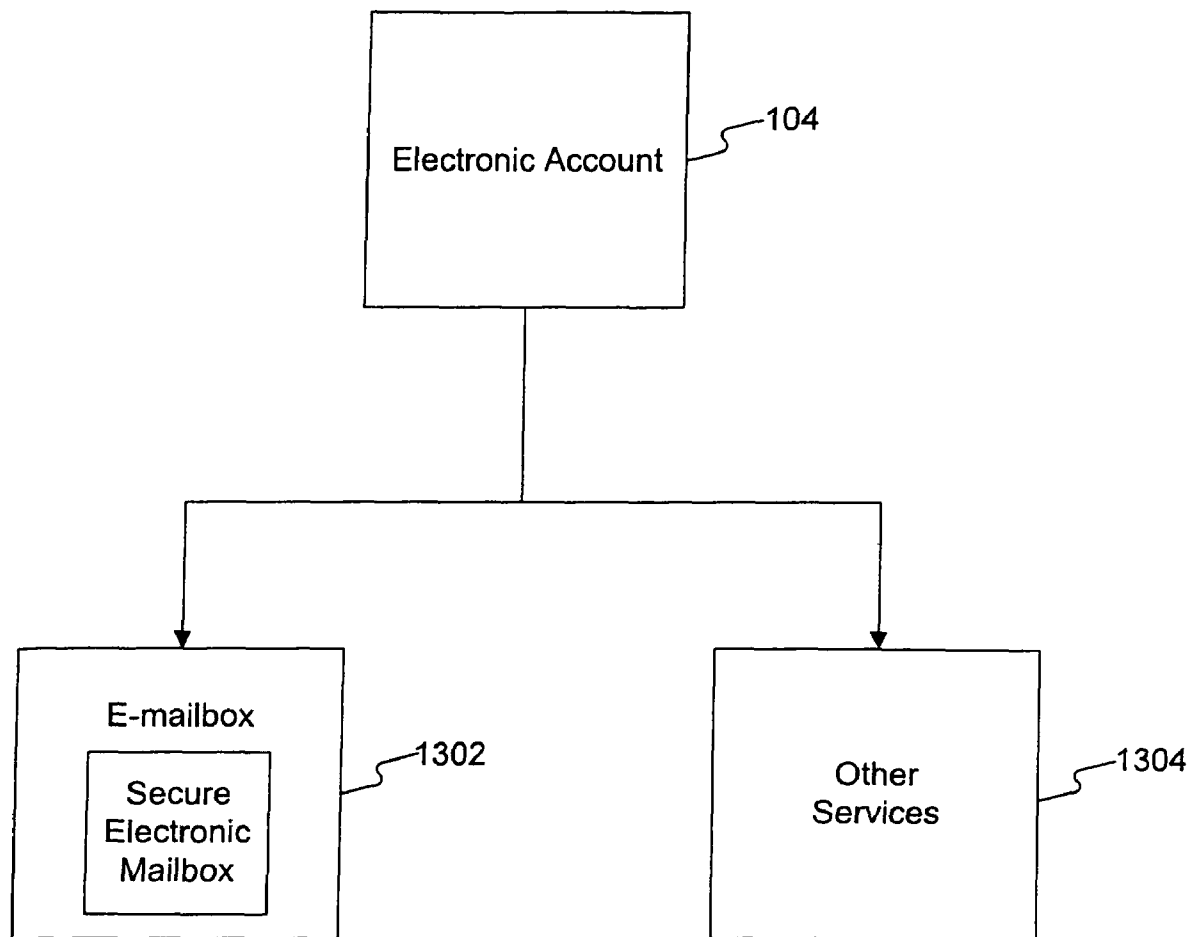 Electronic Account
104
E-mailbox
Secure
Electronic
Mailbox
1302
Other
Services
1304